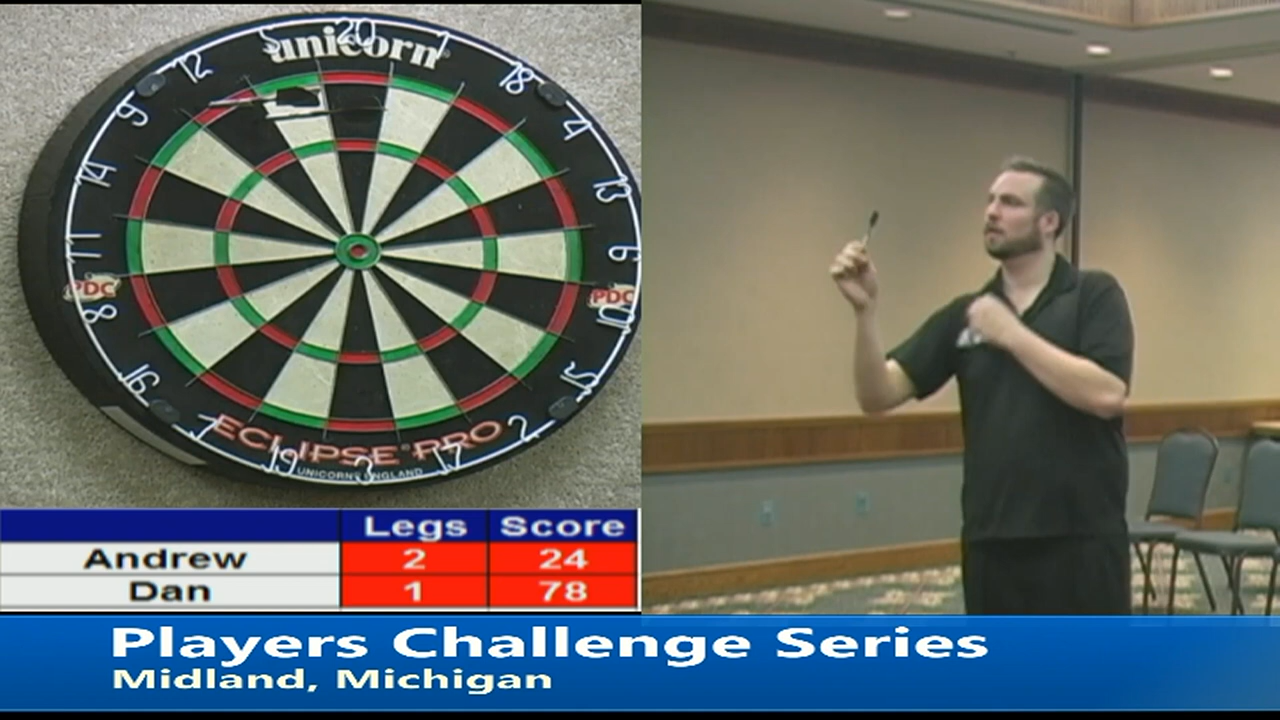 unicorn
5 20 1
12 18
9 4
14 13
11 6
PDC PDC
8 10
16 15
7 2
ECLIPSE PRO
19 3 17
UNICORN ENGLAND
Legs Score
Andrew 2 24
Dan 1 78
Players Challenge Series
Midland, Michigan